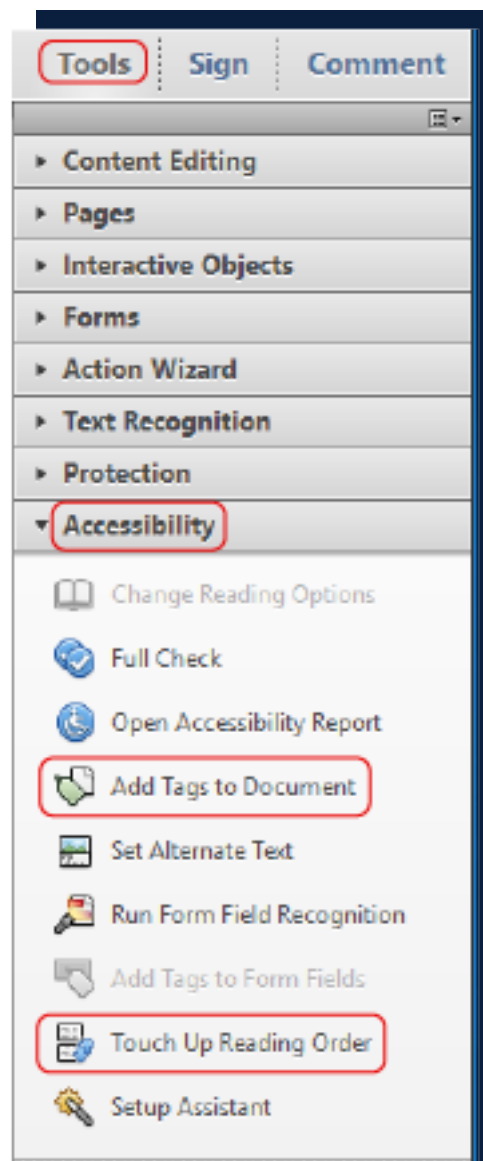 Tools Sign Comment
Content Editing
Pages
Interactive Objects
Forms
Action Wizard
Text Recognition
Protection
Accessibility
Change Reading Options
Full Check
Open Accessibility Report
Add Tags to Document
Set Alternate Text
Run Form Field Recognition
Add Tags to Form Fields
Touch Up Reading Order
Setup Assistant